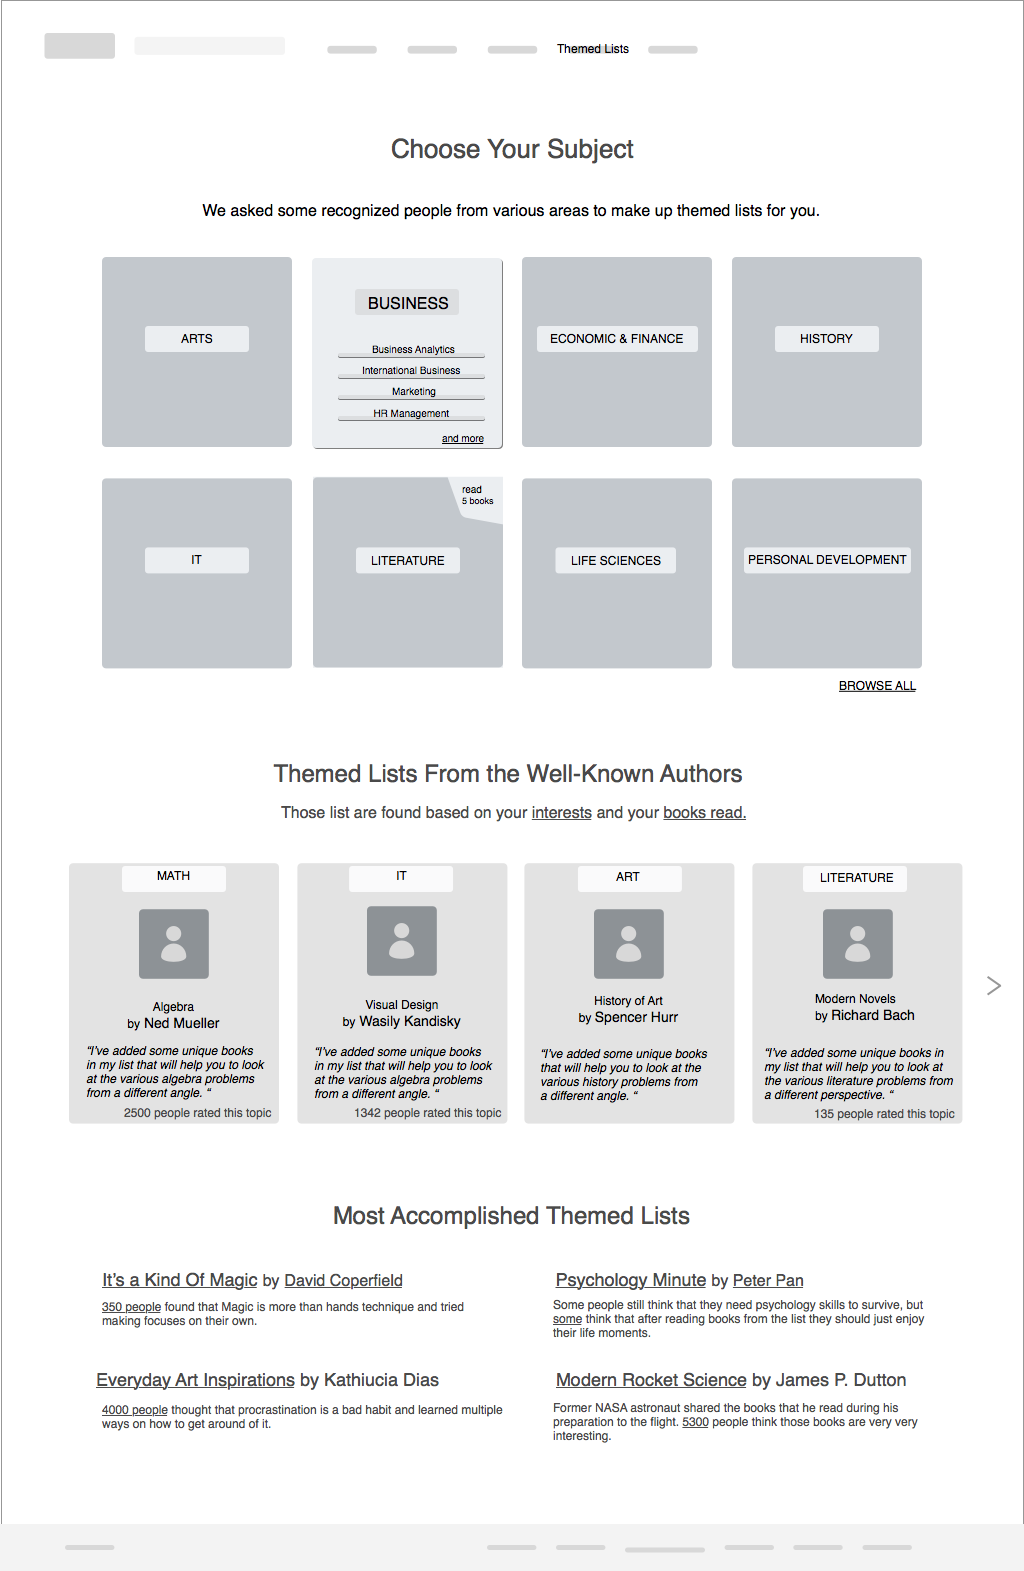 Themed Lists
Choose Your Subject
We asked some recognized people from various areas to make up themed lists for you.
ARTS
BUSINESS
Business Analytics
International Business
Marketing
HR Management
and more
ECONOMIC & FINANCE
HISTORY
IT
read
5 books
LITERATURE
LIFE SCIENCES
PERSONAL DEVELOPMENT
BROWSE ALL
Themed Lists From the Well-Known Authors
Those list are found based on your interests and your books read.
MATH
Algebra
by Ned Mueller
“I’ve added some unique books
in my list that will help you to look
at the various algebra problems
from a different angle. “
2500 people rated this topic
IT
Visual Design
by Wasily Kandisky
“I’ve added some unique books
in my list that will help you to look
at the various algebra problems
from a different angle. “
1342 people rated this topic
ART
History of Art
by Spencer Hurr
“I’ve added some unique books
that will help you to look at the
various history problems from
a different angle. “
LITERATURE
Modern Novels
by Richard Bach
“I’ve added some unique books in
my list that will help you to look at
the various literature problems from
a different perspective. “
135 people rated this topic
Most Accomplished Themed Lists
It’s a Kind Of Magic by David Coperfield
350 people found that Magic is more than hands technique and tried
making focuses on their own.
Psychology Minute by Peter Pan
Some people still think that they need psychology skills to survive, but
some think that after reading books from the list they should just enjoy
their life moments.
Everyday Art Inspirations by Kathiucia Dias
4000 people thought that procrastination is a bad habit and learned multiple
ways on how to get around of it.
Modern Rocket Science by James P. Dutton
Former NASA astronaut shared the books that he read during his
preparation to the flight. 5300 people think those books are very very
interesting.